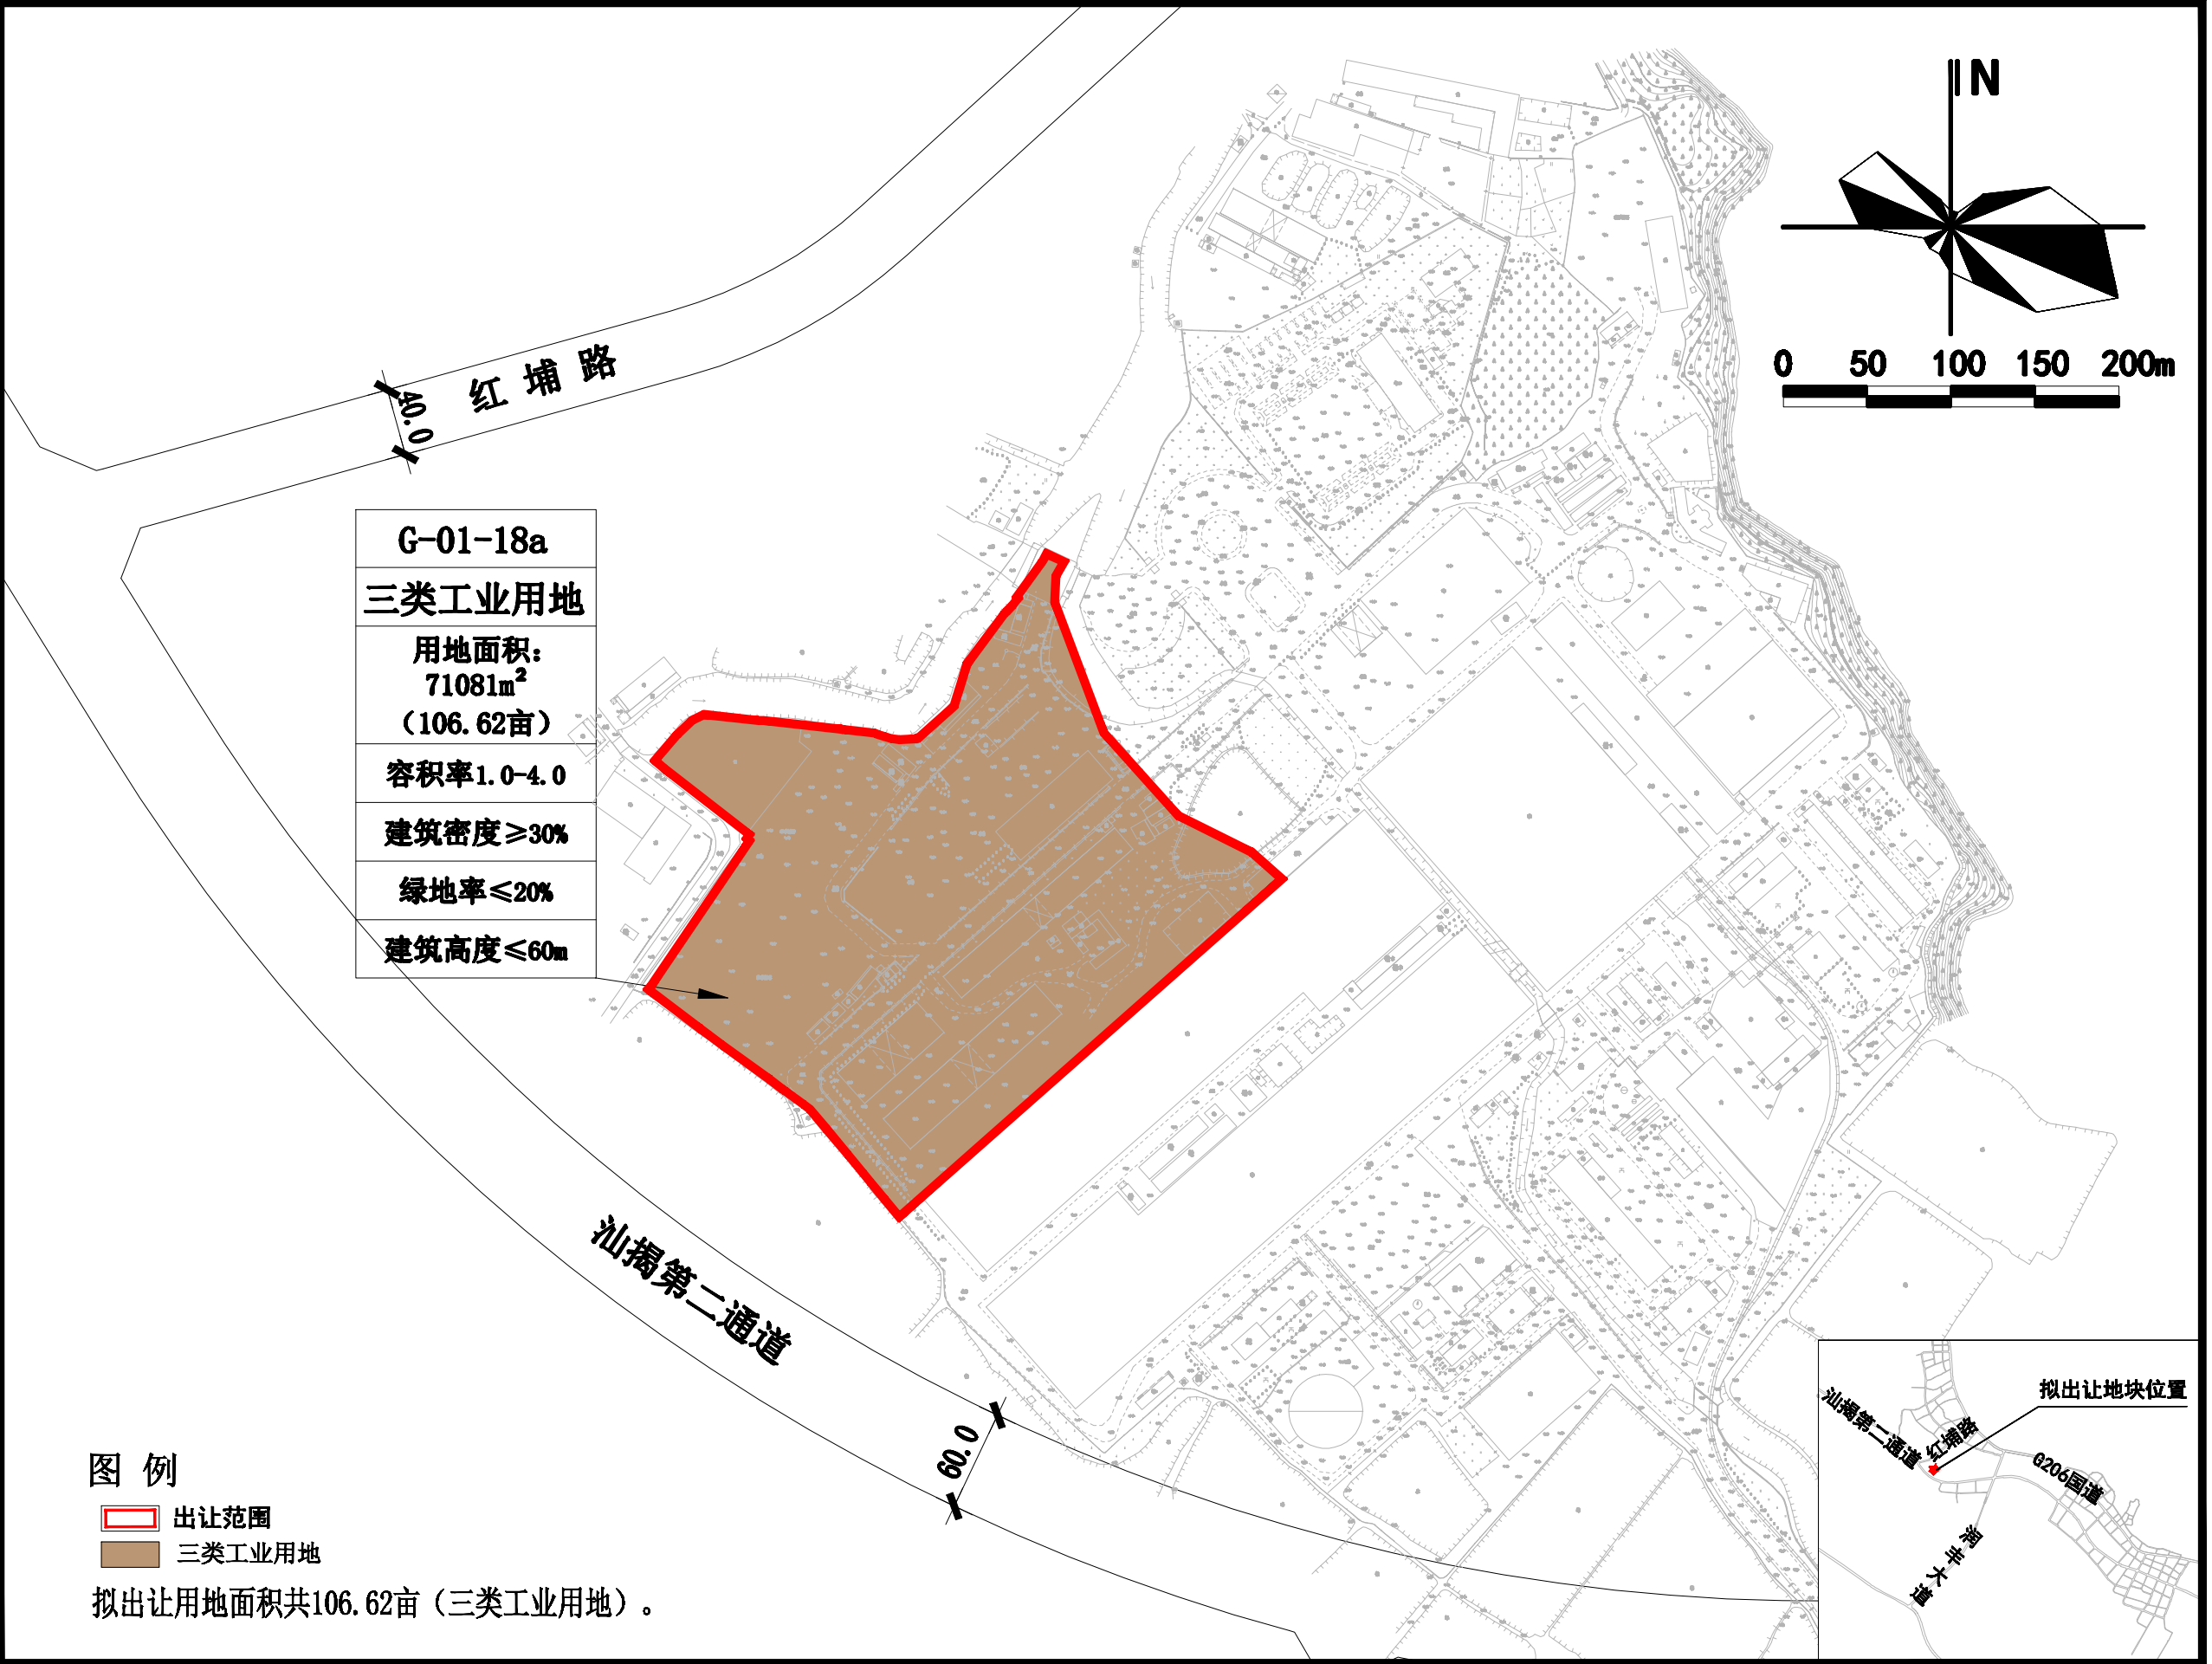 N
0 50 100 150 200m
红埔路
40.0
G-01-18a
三类工业用地
用地面积：
71081m²
（106.62亩）
容积率1.0-4.0
建筑密度≥30%
绿地率≤20%
建筑高度≤60m
汕揭第二通道
60.0
图 例
出让范围
三类工业用地
拟出让用地面积共106.62亩（三类工业用地）。
拟出让地块位置
汕揭第二通道
红埔路
G206国道
润丰大道